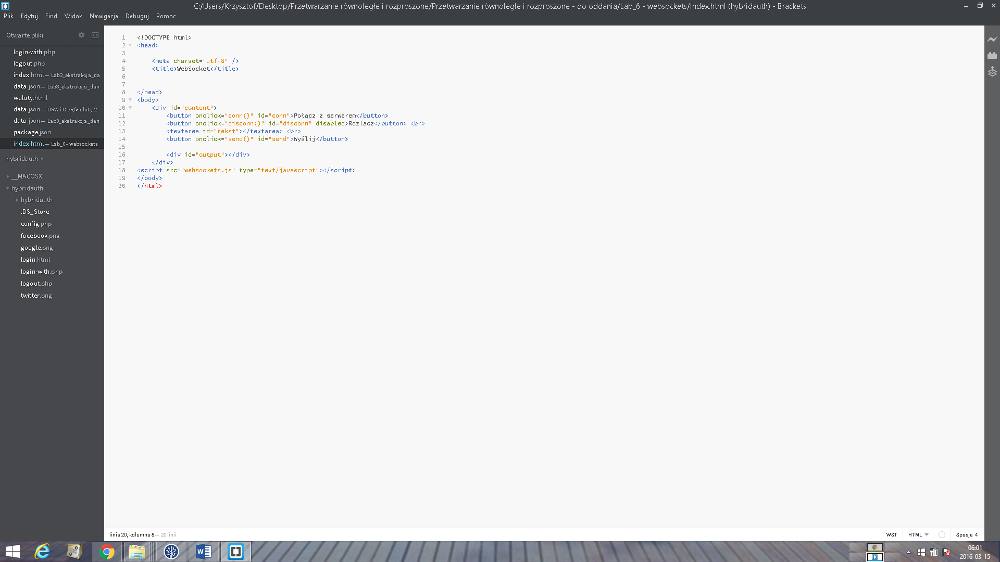 C:/Users/Krzysztof/Desktop/Przetwarzanie równoległe i rozproszone/Przetwarzanie równoległe i rozproszone - do oddania/Lab_6 - websockets/index.html (hybridauth) - Brackets
Plik Edytuj Find Widok Nawigacja Debuguj Pomoc
Otwarte pliki
login-with.php
logout.php
index.html — Lab3_ekstrakcja_da
data.json — Lab3_ekstrakcja_dan
waluty.html
data.json — ORW i OOR/waluty-2
data.json — Lab3_ekstrakcja_dan
package.json
index.html — Lab_6 - websockets
hybridauth
__MACOSX
hybridauth
hybridauth
.DS_Store
config.php
facebook.png
google.png
login.html
login-with.php
logout.php
twitter.png
1 <!DOCTYPE html>
2 <head>
3
4 <meta charset="utf-8" />
5 <title>WebSocket</title>
6
7
8 </head>
9 <body>
10 <div id="content">
11 <button onclick="conn()" id="conn">Połącz z serwerem</button>
12 <button onclick="disconn()" id="disconn" disabled>Rozlacz</button> <br>
13 <textarea id="tekst"></textarea> <br>
14 <button onclick="send()" id="send">Wyślij</button>
15
16 <div id="output"></div>
17 </div>
18 <script src="websockets.js" type="text/javascript"></script>
19 </body>
20 </html>
linia 20, kolumna 8 — 20 linii
WST HTML Spacje 4
06:01
2016-03-15